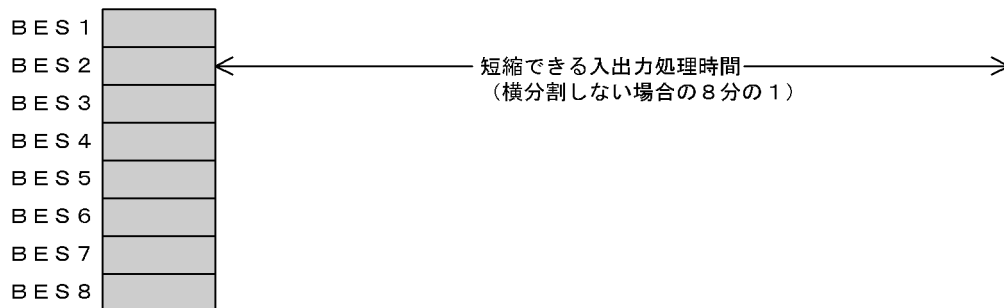 ＢＥＳ１
ＢＥＳ２
短縮できる入出力処理時間
（横分割しない場合の８分の１）
ＢＥＳ３
ＢＥＳ４
ＢＥＳ５
ＢＥＳ６
ＢＥＳ７
ＢＥＳ８